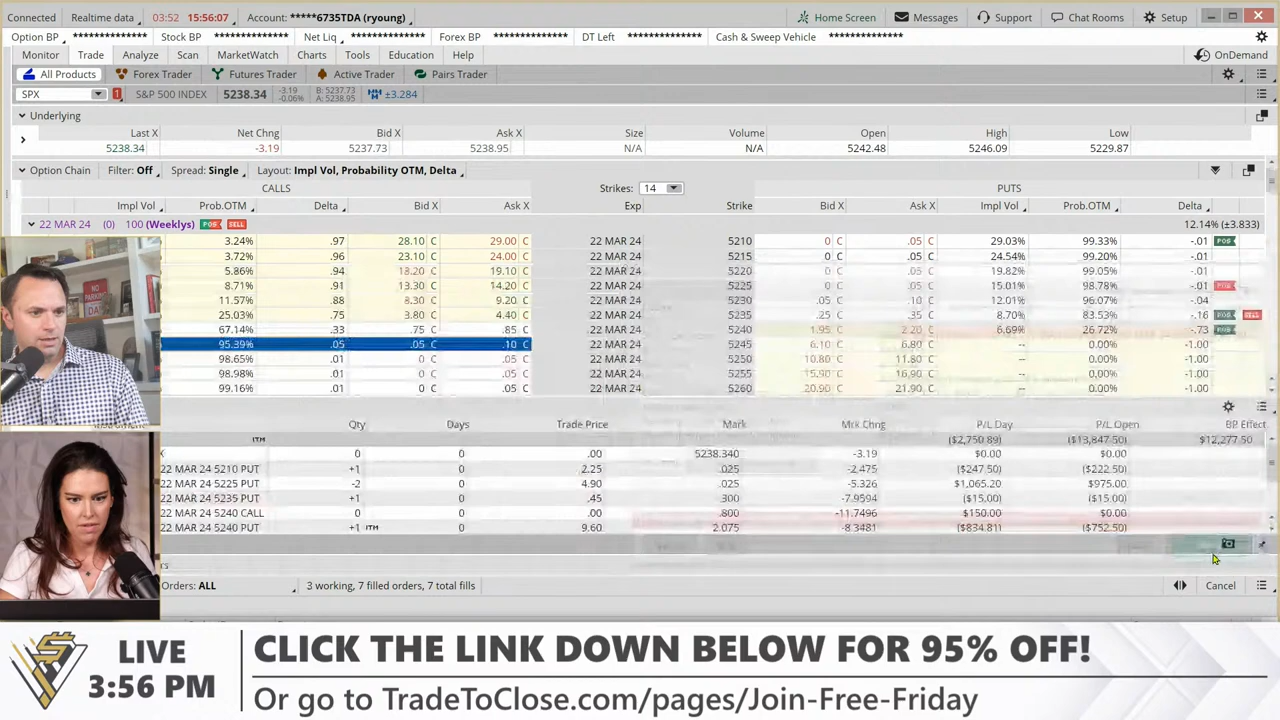 Connected Realtime data 03:52 15:56:07 Account: *****6735TDA (ryoung) Home Screen Messages Support Chat Rooms Setup
Option BP ************** Stock BP ************** Net Liq ************** Forex BP ************** DT Left ************** Cash & Sweep Vehicle **************
Monitor Trade Analyze Scan MarketWatch Charts Tools Education Help OnDemand
All Products Forex Trader Futures Trader Active Trader Pairs Trader
SPX 1 S&P 500 INDEX 5238.34 -3.19 -0.06% B: 5237.73 A: 5238.95 ±3.284
Underlying
Last X Net Chng Bid X Ask X Size Volume Open High Low
5238.34 -3.19 5237.73 5238.95 N/A N/A 5242.48 5246.09 5229.87
Option Chain Filter: Off Spread: Single Layout: Impl Vol, Probability OTM, Delta
CALLS Strikes: 14 PUTS
Impl Vol Prob.OTM Delta Bid X Ask X Exp Strike Bid X Ask X Impl Vol Prob.OTM Delta
22 MAR 24 (0) 100 (Weeklys) POS SELL 12.14% (±3.833)
3.24% .97 28.10 C 29.00 C 22 MAR 24 5210 0 C .05 C 29.03% 99.33% -.01 POS
3.72% .96 23.10 C 24.00 C 22 MAR 24 5215 0 C .05 C 24.54% 99.20% -.01
5.86% .94 18.20 C 19.10 C 22 MAR 24 5220 0 C .05 C 19.82% 99.05% -.01
8.71% .91 13.30 C 14.20 C 22 MAR 24 5225 0 C .05 C 15.01% 98.78% -.01
11.57% .88 8.30 C 9.20 C 22 MAR 24 5230 .05 C .10 C 12.01% 96.07% -.04
25.03% .75 3.80 C 4.40 C 22 MAR 24 5235 .25 C .35 C 8.70% 83.53% -.16 POS SELL
67.14% .33 .75 C .85 C 22 MAR 24 5240 1.95 C 2.20 C 6.69% 26.72% -.73
95.39% .05 .05 C .10 C 22 MAR 24 5245 6.10 C 6.80 C -- 0.00% -1.00
98.65% .01 0 C .05 C 22 MAR 24 5250 10.80 C 11.80 C -- 0.00% -1.00
98.98% .01 0 C .05 C 22 MAR 24 5255 15.90 C 16.90 C -- 0.00% -1.00
99.16% .01 0 C .05 C 22 MAR 24 5260 20.90 C 21.90 C -- 0.00% -1.00
Qty Days Trade Price Mark Mrk Chng P/L Day P/L Open BP Effect
ITM ($2,750.89) ($13,847.50) $12,277.50
0 0 .00 5238.340 -3.19 $0.00 $0.00
22 MAR 24 5210 PUT +1 0 2.25 .025 -2.475 ($247.50) ($222.50)
22 MAR 24 5225 PUT -2 0 4.90 .025 -5.326 $1,065.20 $975.00
22 MAR 24 5235 PUT +1 0 .45 .300 -7.9594 ($15.00) ($15.00)
22 MAR 24 5240 CALL 0 0 .00 .800 -11.7496 $150.00 $0.00
22 MAR 24 5240 PUT +1 ITM 0 9.60 2.075 -8.3481 ($834.81) ($752.50)
Orders: ALL 3 working, 7 filled orders, 7 total fills Cancel
LIVE
3:56 PM
CLICK THE LINK DOWN BELOW FOR 95% OFF!
Or go to TradeToClose.com/pages/Join-Free-Friday